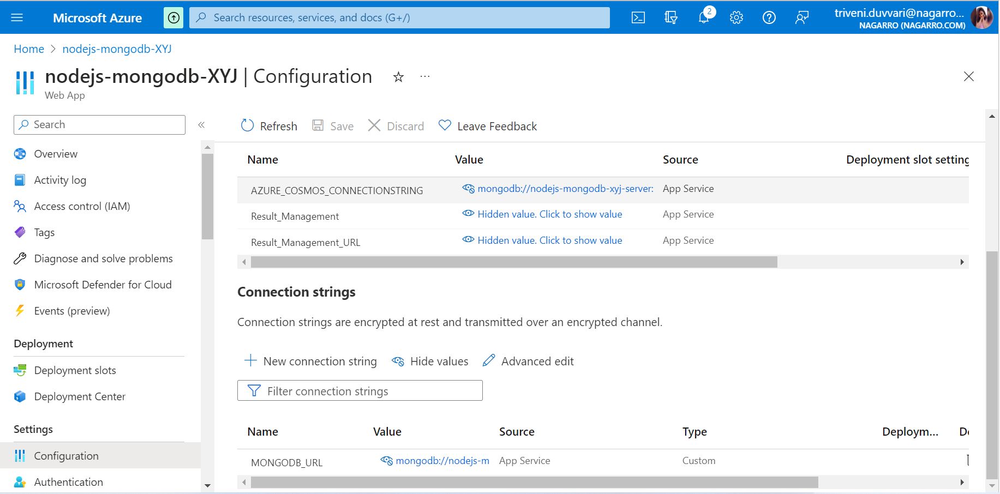 Microsoft Azure
Search resources, services, and docs (G+/)
2
triveni.duvvari@nagarro...
NAGARRO (NAGARRO.COM)
Home > nodejs-mongodb-XYJ
nodejs-mongodb-XYJ | Configuration
Web App
Search
«
Refresh
Save
Discard
Leave Feedback
Overview
Activity log
Access control (IAM)
Tags
Diagnose and solve problems
Microsoft Defender for Cloud
Events (preview)
Deployment
Deployment slots
Deployment Center
Settings
Configuration
Authentication
Name Value Source Deployment slot setting
AZURE_COSMOS_CONNECTIONSTRING mongodb://nodejs-mongodb-xyj-server: App Service
Result_Management Hidden value. Click to show value App Service
Result_Management_URL Hidden value. Click to show value App Service
Connection strings
Connection strings are encrypted at rest and transmitted over an encrypted channel.
New connection string Hide values Advanced edit
Filter connection strings
Name Value Source Type Deploym...
MONGODB_URL mongodb://nodejs-m App Service Custom